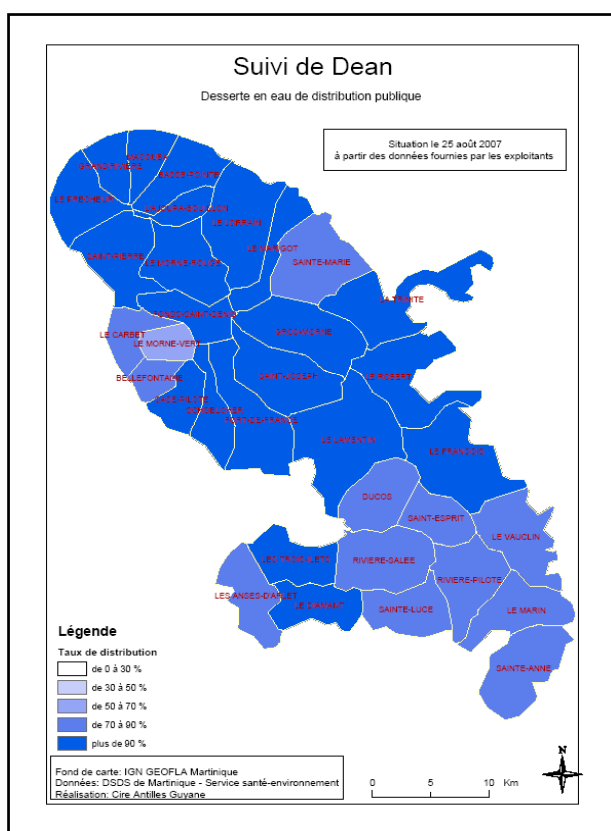 Suivi de Dean
Desserte en eau de distribution publique
Situation le 25 août 2007
à partir des données fournies par les exploitants
MACOUBA
GRAND'RIVIERE
BASSE-POINTE
LE PRECHEUR
L'AJOUPA-BOUILLON
LE LORRAIN
LE MARIGOT
SAINTE-MARIE
SAINT-PIERRE
LE MORNE-ROUGE
LA TRINITE
FONDS-SAINT-DENIS
GROS-MORNE
LE CARBET
LE MORNE-VERT
BELLEFONTAINE
SAINT-JOSEPH
LE ROBERT
CASE-PILOTE
SCHOELCHER
FORT-DE-FRANCE
LE LAMENTIN
LE FRANCOIS
DUCOS
SAINT-ESPRIT
LE VAUCLIN
LES TROIS-ILETS
RIVIERE-SALEE
RIVIERE-PILOTE
LES ANSES-D'ARLET
LE DIAMANT
SAINTE-LUCE
LE MARIN
SAINTE-ANNE
Légende
Taux de distribution
de 0 à 30 %
de 30 à 50 %
de 50 à 70 %
de 70 à 90 %
plus de 90 %
Fond de carte: IGN GEOFLA Martinique
Données: DSDS de Martinique - Service santé-environnement
Réalisation: Cire Antilles Guyane
0 5 10 Km
N